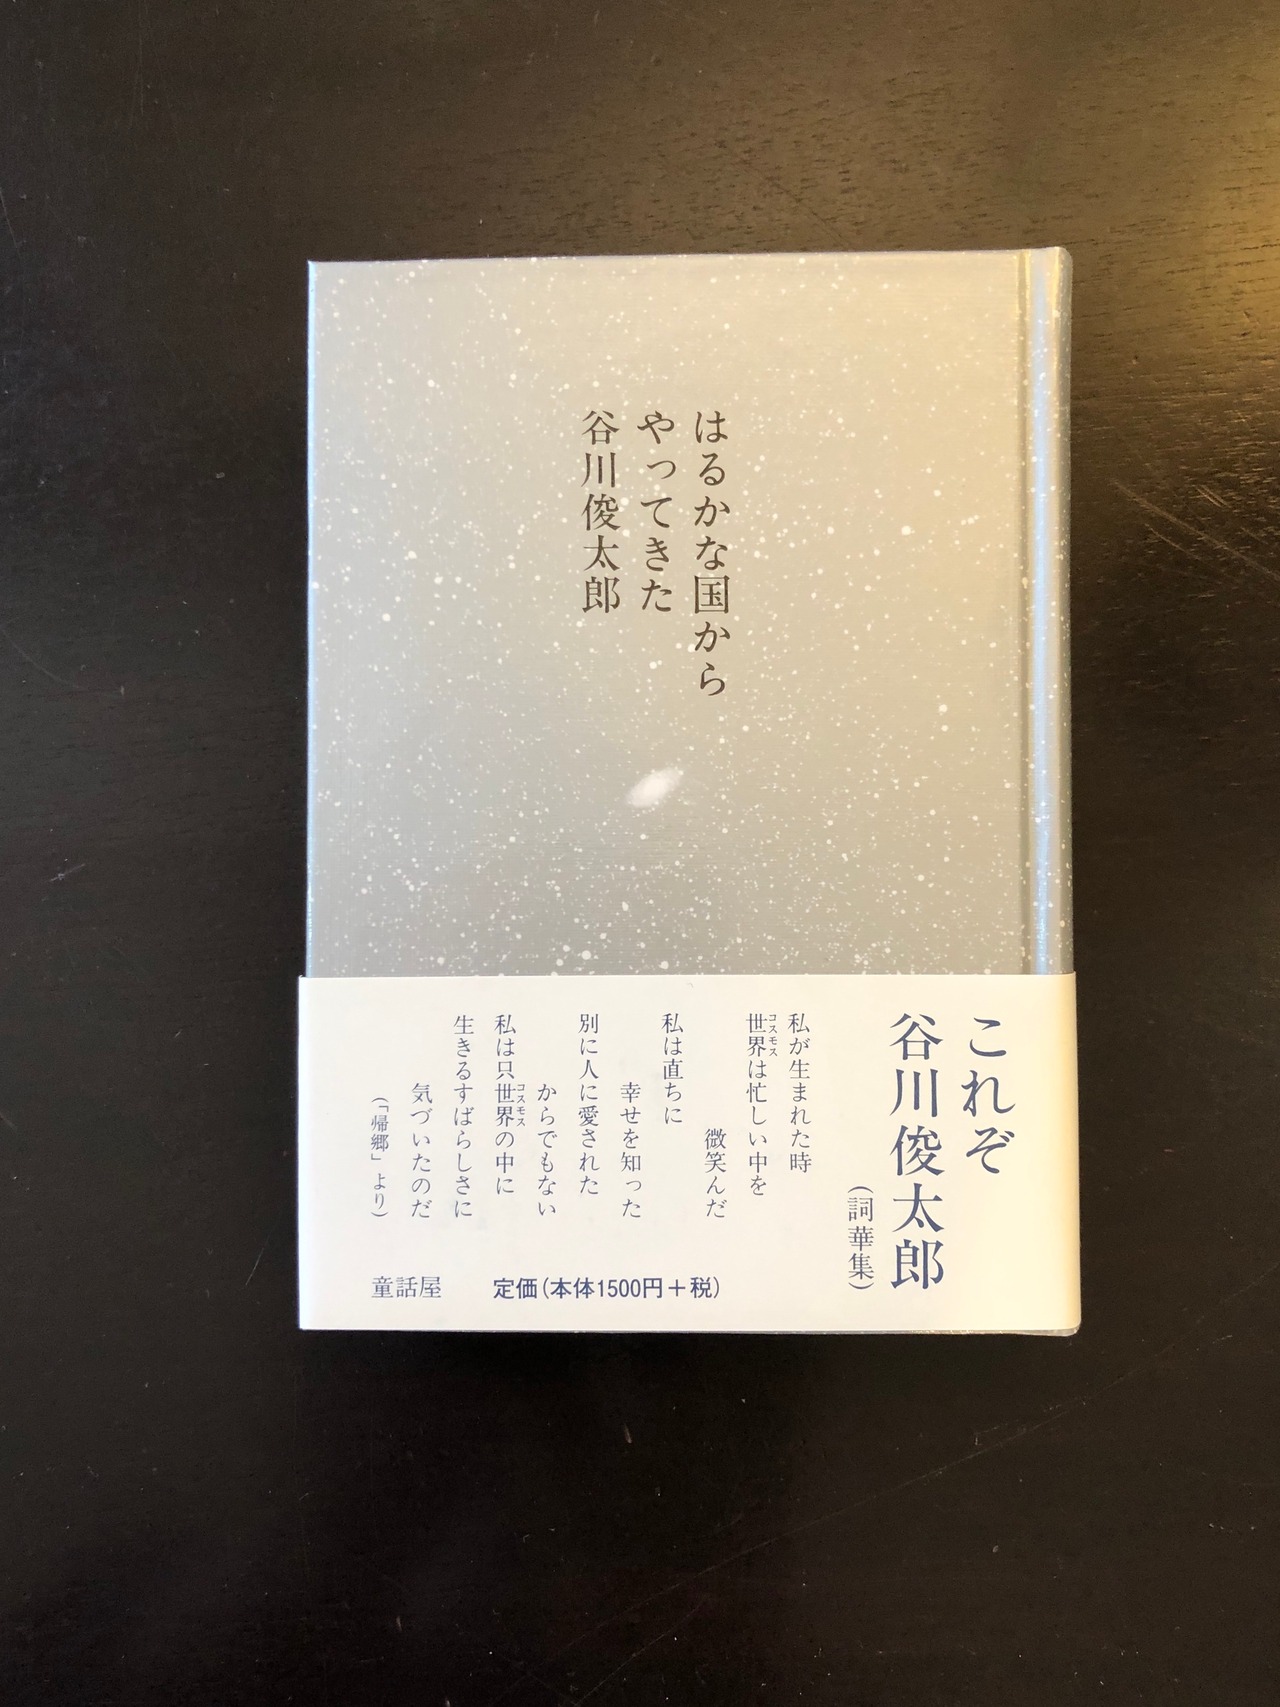 はるかな国から
やってきた
谷川俊太郎
これぞ
谷川俊太郎
(詞華集)
私が生まれた時
世界は忙しい中を
コスモス
微笑んだ
私は直ちに
幸せを知った
別に人に愛された
からでもない
私は只世界の中に
コスモス
生きるすばらしさに
気づいたのだ
(「帰郷」より)
定価(本体1500円+税)
童話屋